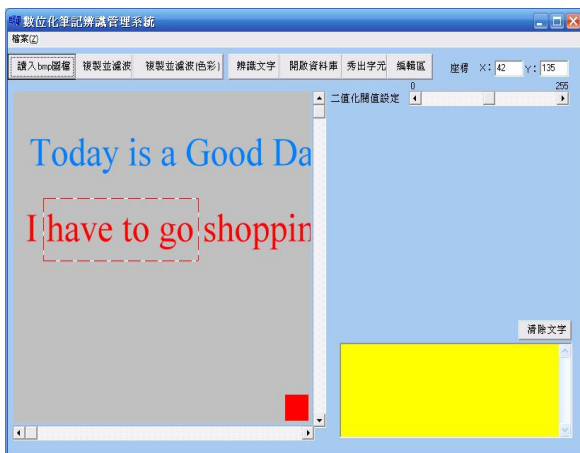 數位化筆記辨識管理系統
檔案(Z)
讀入bmp圖檔 複製並濾波 複製並濾波(色彩) 辨識文字 開啟資料庫 秀出字元 編輯區 座標 X: 42 Y: 135
二值化閥值設定 0 255
Today is a Good Da
I have to go shoppin
清除文字